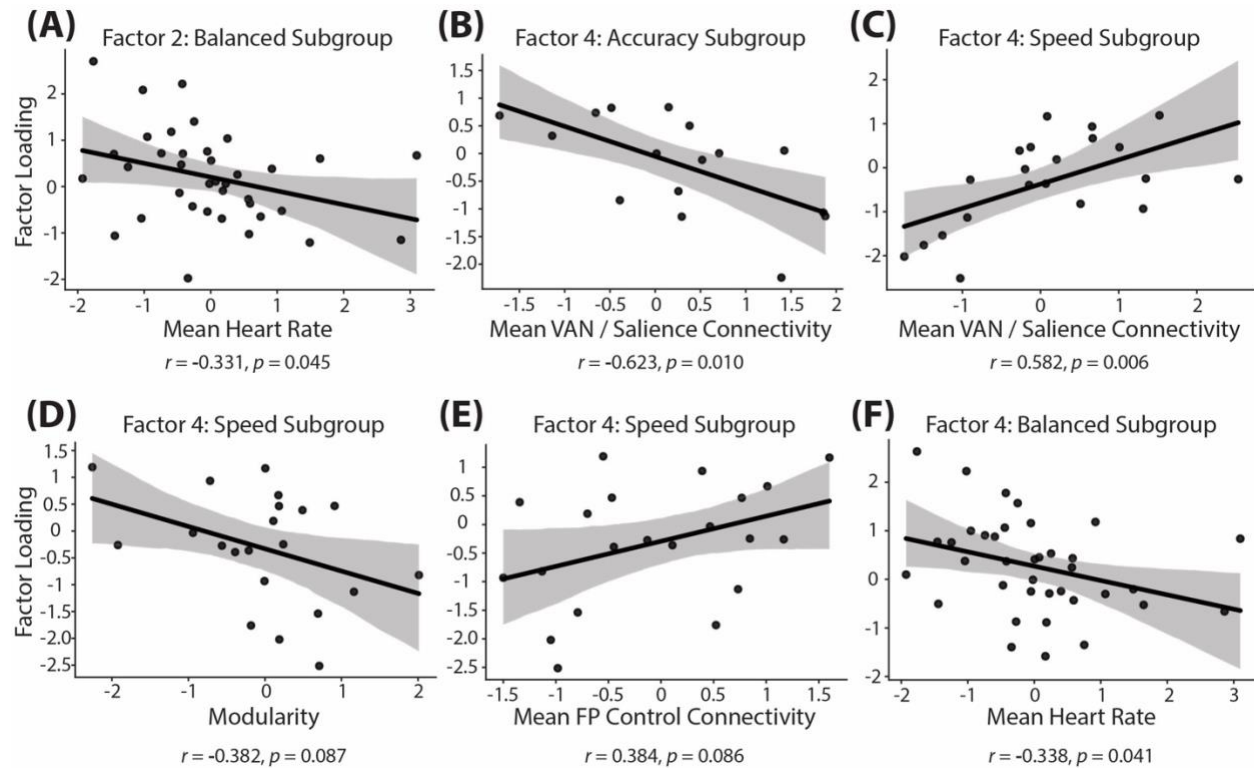 (A)
Factor 2: Balanced Subgroup
Factor Loading
2
1
0
-1
-2
-2
-1
0
1
2
3
Mean Heart Rate
r = -0.331, p = 0.045
(B)
Factor 4: Accuracy Subgroup
1.5
1
0.5
0
-0.5
-1
-1.5
-2.0
-1.5
-1
-0.5
0
0.5
1
1.5
2
Mean VAN / Salience Connectivity
r = -0.623, p = 0.010
(C)
Factor 4: Speed Subgroup
2
1
0
-1
-2
-1
0
1
2
Mean VAN / Salience Connectivity
r = 0.582, p = 0.006
(D)
Factor 4: Speed Subgroup
Factor Loading
1.5
1
0.5
0
-0.5
-1
-1.5
-2.0
-2.5
-2
-1
0
1
2
Modularity
r = -0.382, p = 0.087
(E)
Factor 4: Speed Subgroup
1
0.5
0
-0.5
-1
-1.5
-2.0
-2.5
-1.5
-1
-0.5
0
0.5
1
1.5
Mean FP Control Connectivity
r = 0.384, p = 0.086
(F)
Factor 4: Balanced Subgroup
2
1
0
-1
-2
-2
-1
0
1
2
3
Mean Heart Rate
r = -0.338, p = 0.041